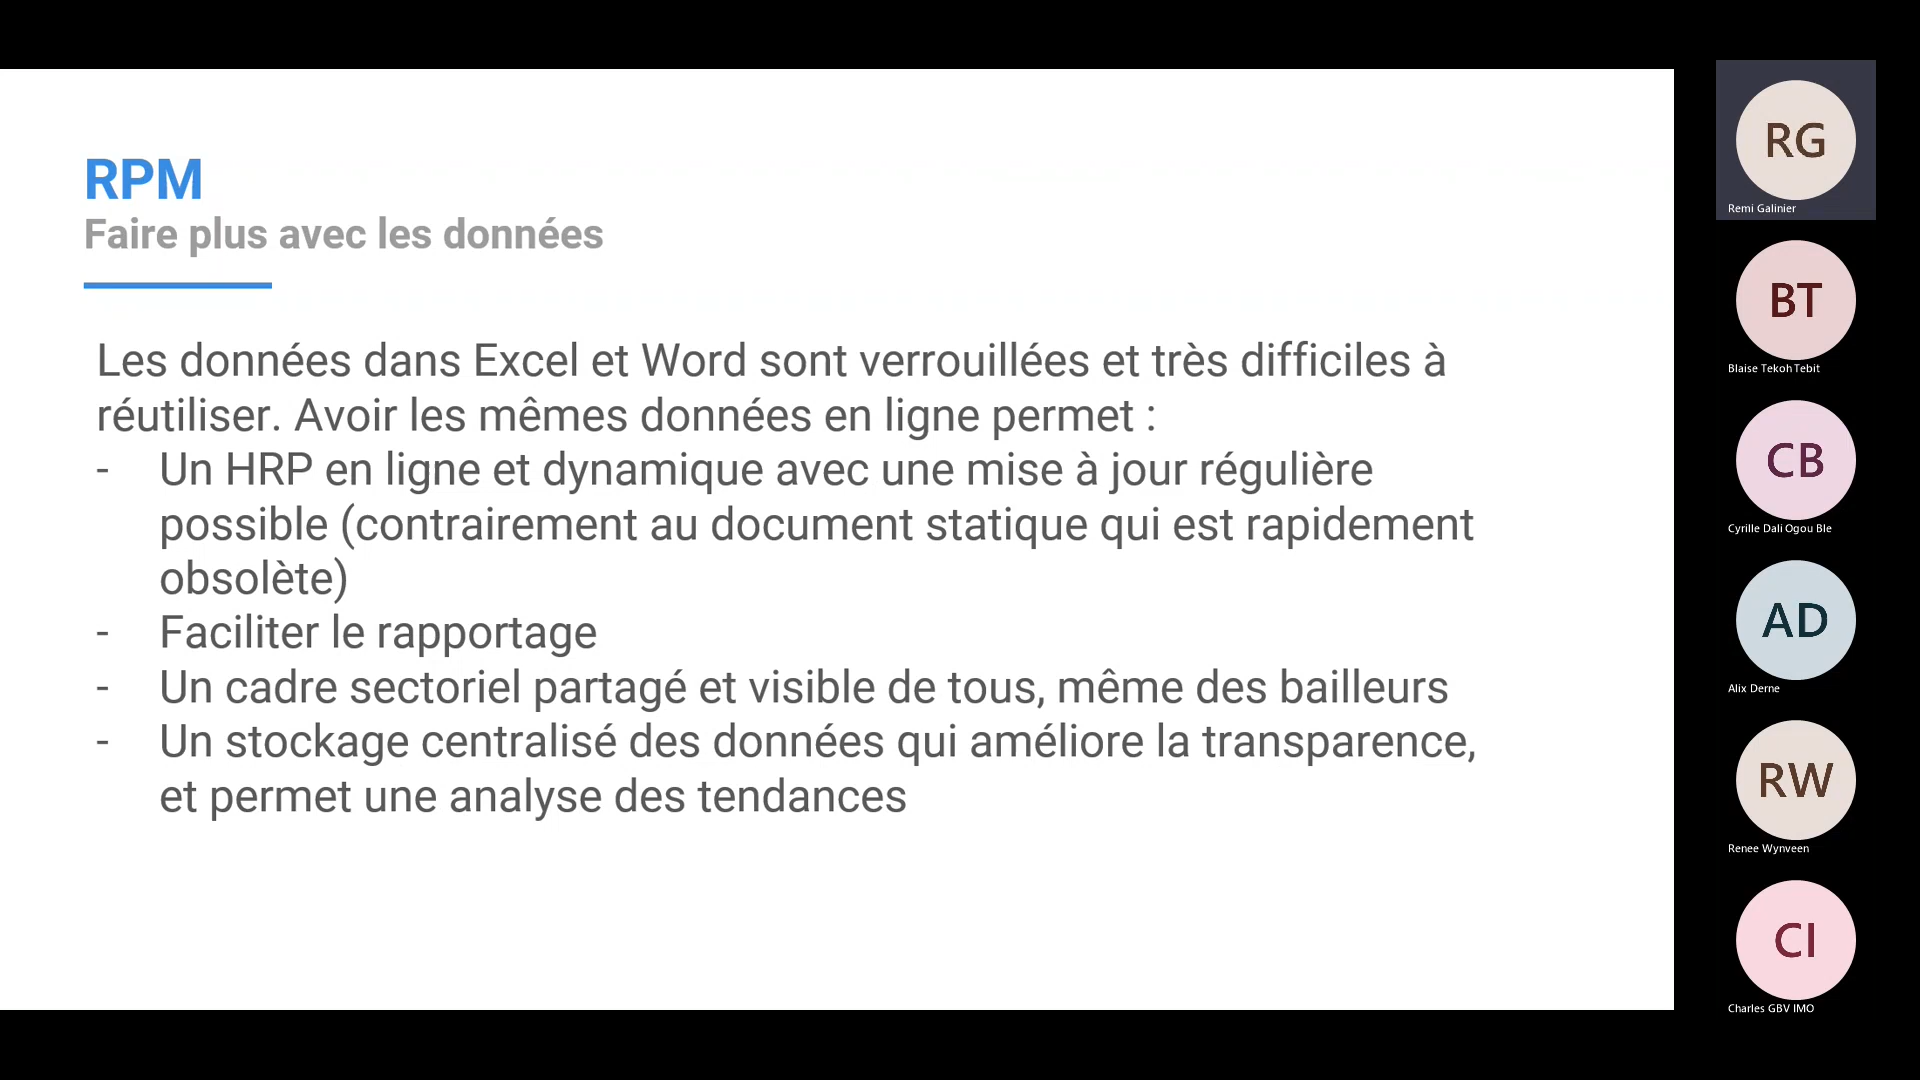 RPM
Faire plus avec les données
Les données dans Excel et Word sont verrouillées et très difficiles à
réutiliser. Avoir les mêmes données en ligne permet :
- Un HRP en ligne et dynamique avec une mise à jour régulière
possible (contrairement au document statique qui est rapidement
obsolète)
- Faciliter le rapportage
- Un cadre sectoriel partagé et visible de tous, même des bailleurs
- Un stockage centralisé des données qui améliore la transparence,
et permet une analyse des tendances
RG
Remi Galinier
BT
Blaise Tekoh Tebit
CB
Cyrille Dali Ogou Ble
AD
Alix Derne
RW
Renee Wynveen
CI
Charles GBV IMO